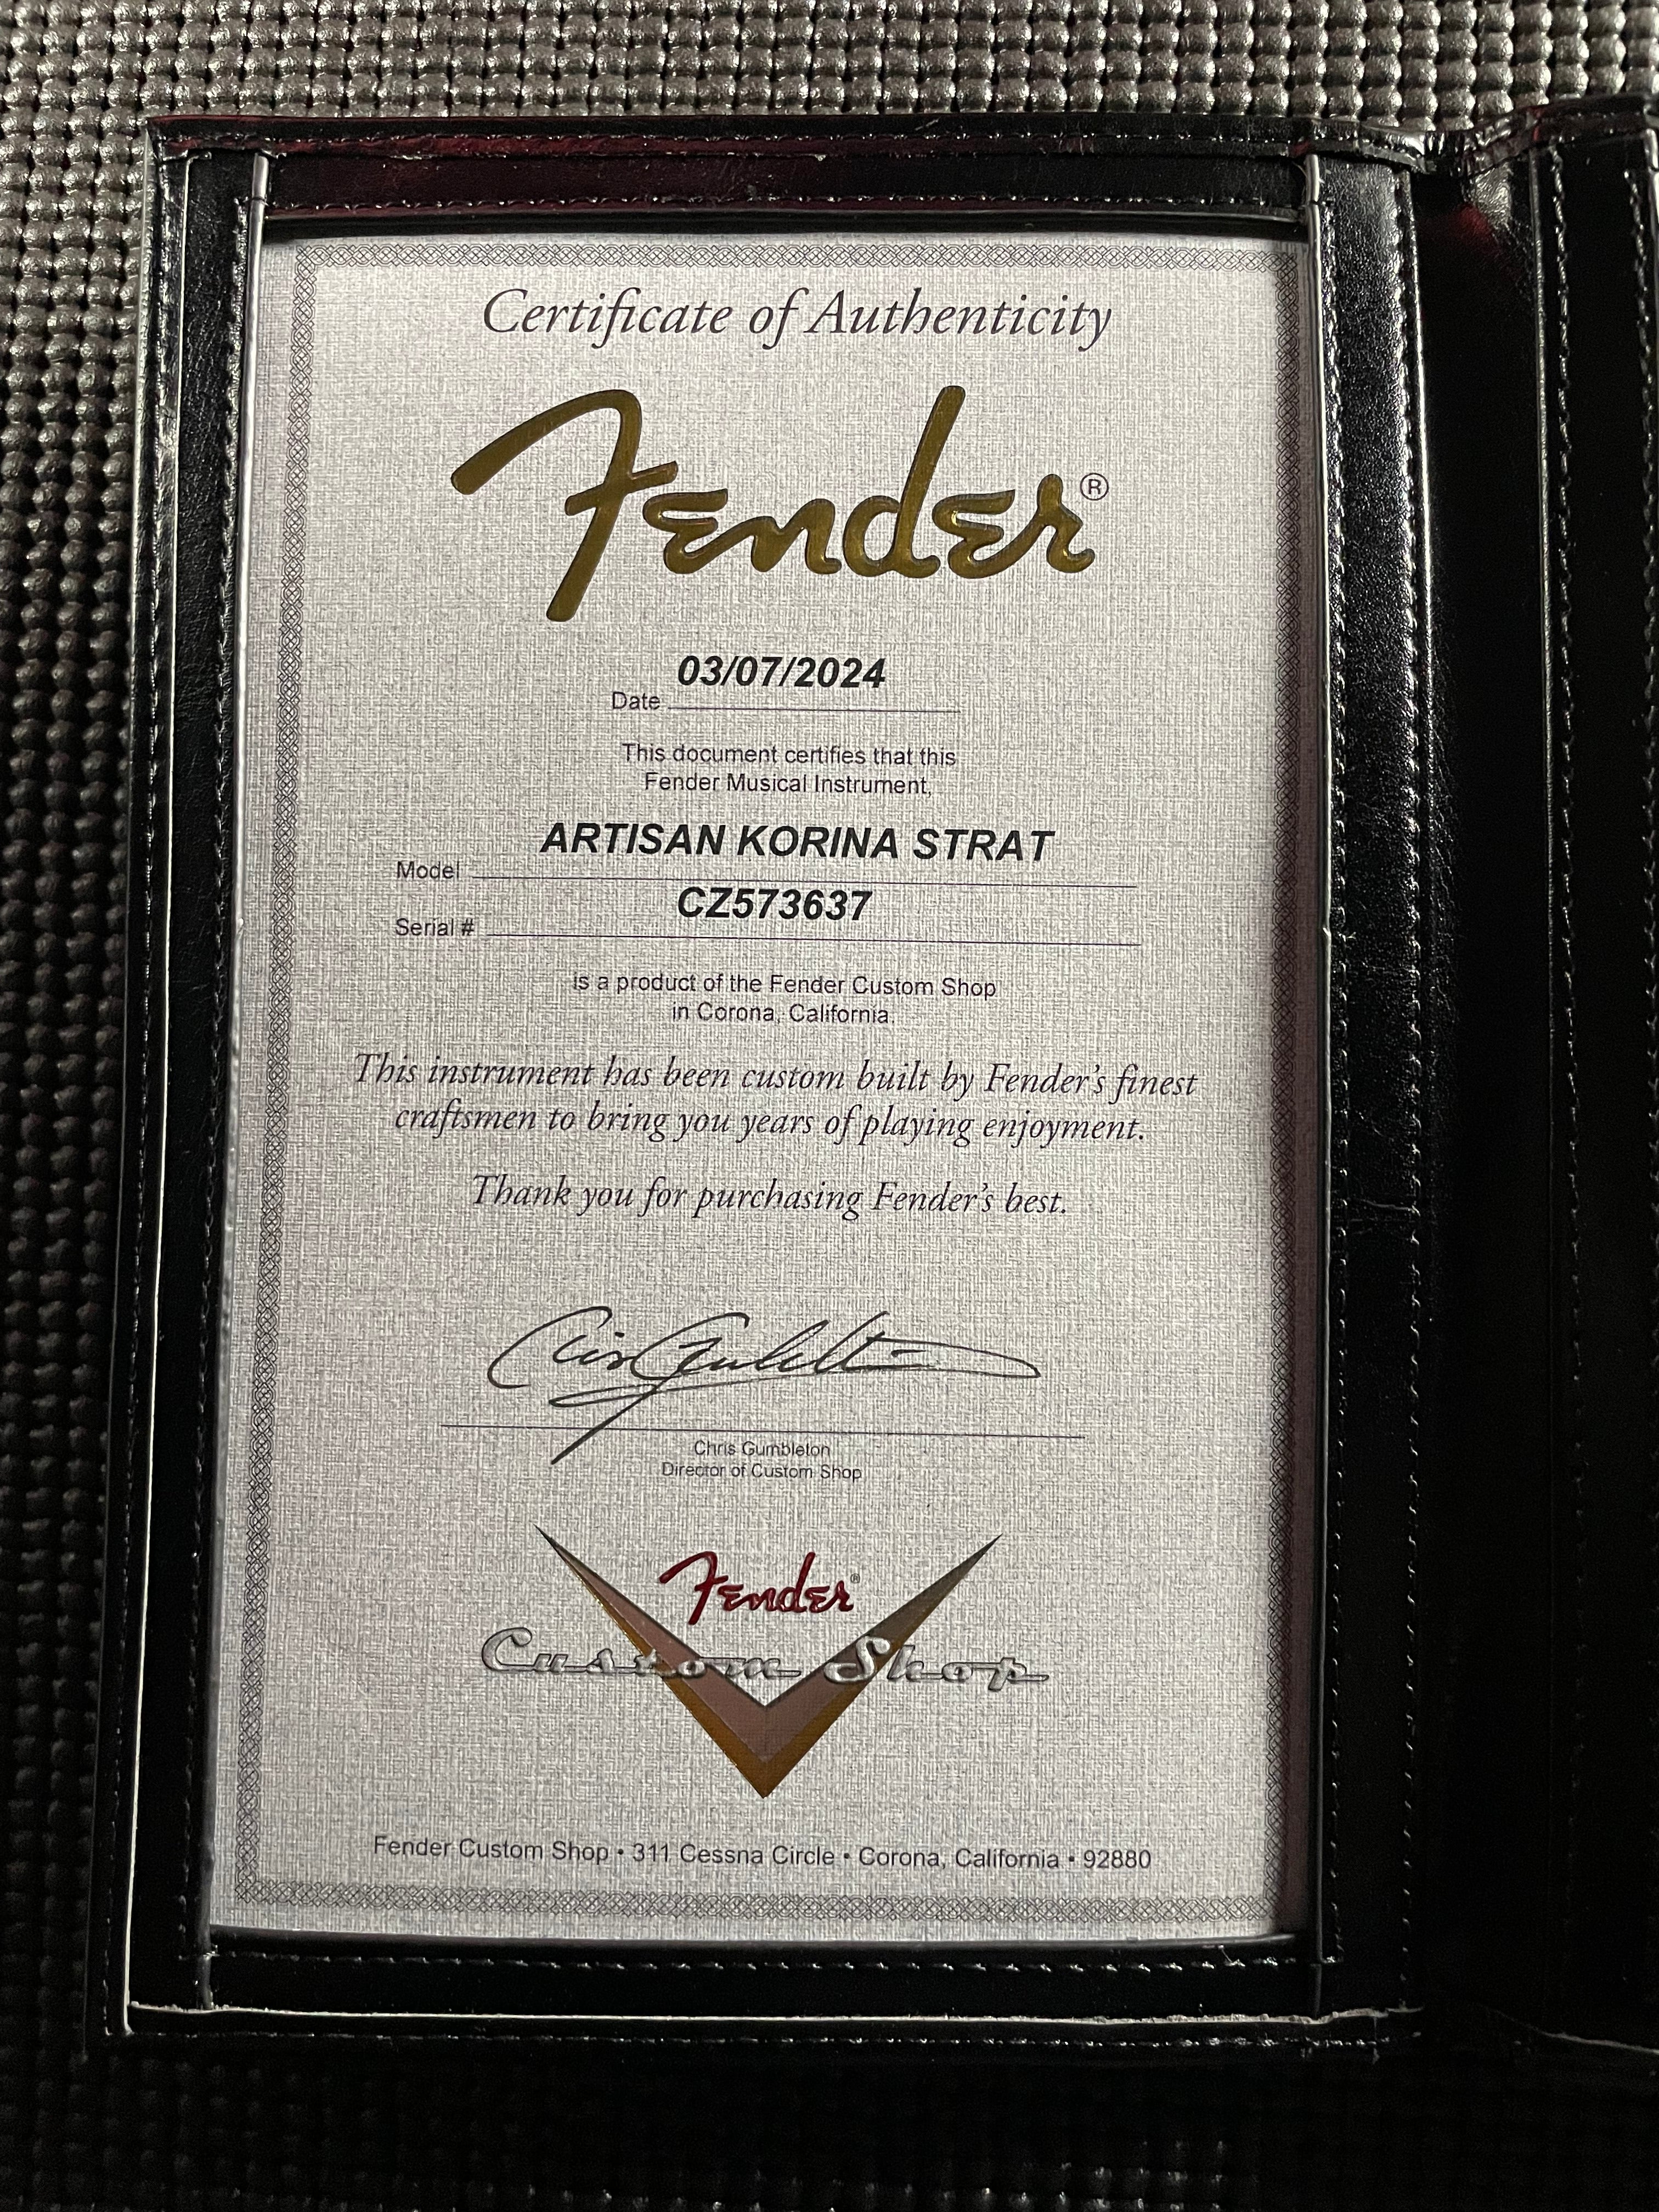 Certificate of Authenticity
Fender®
03/07/2024
Date
This document certifies that this
Fender Musical Instrument,
ARTISAN KORINA STRAT
Model
CZ573637
Serial #
is a product of the Fender Custom Shop
in Corona, California.
This instrument has been custom built by Fender's finest
craftsmen to bring you years of playing enjoyment.
Thank you for purchasing Fender's best.
Chris Gumbleton
Chris Gumbleton
Director of Custom Shop
Fender®
Custom Shop
Fender Custom Shop • 311 Cessna Circle • Corona, California • 92880